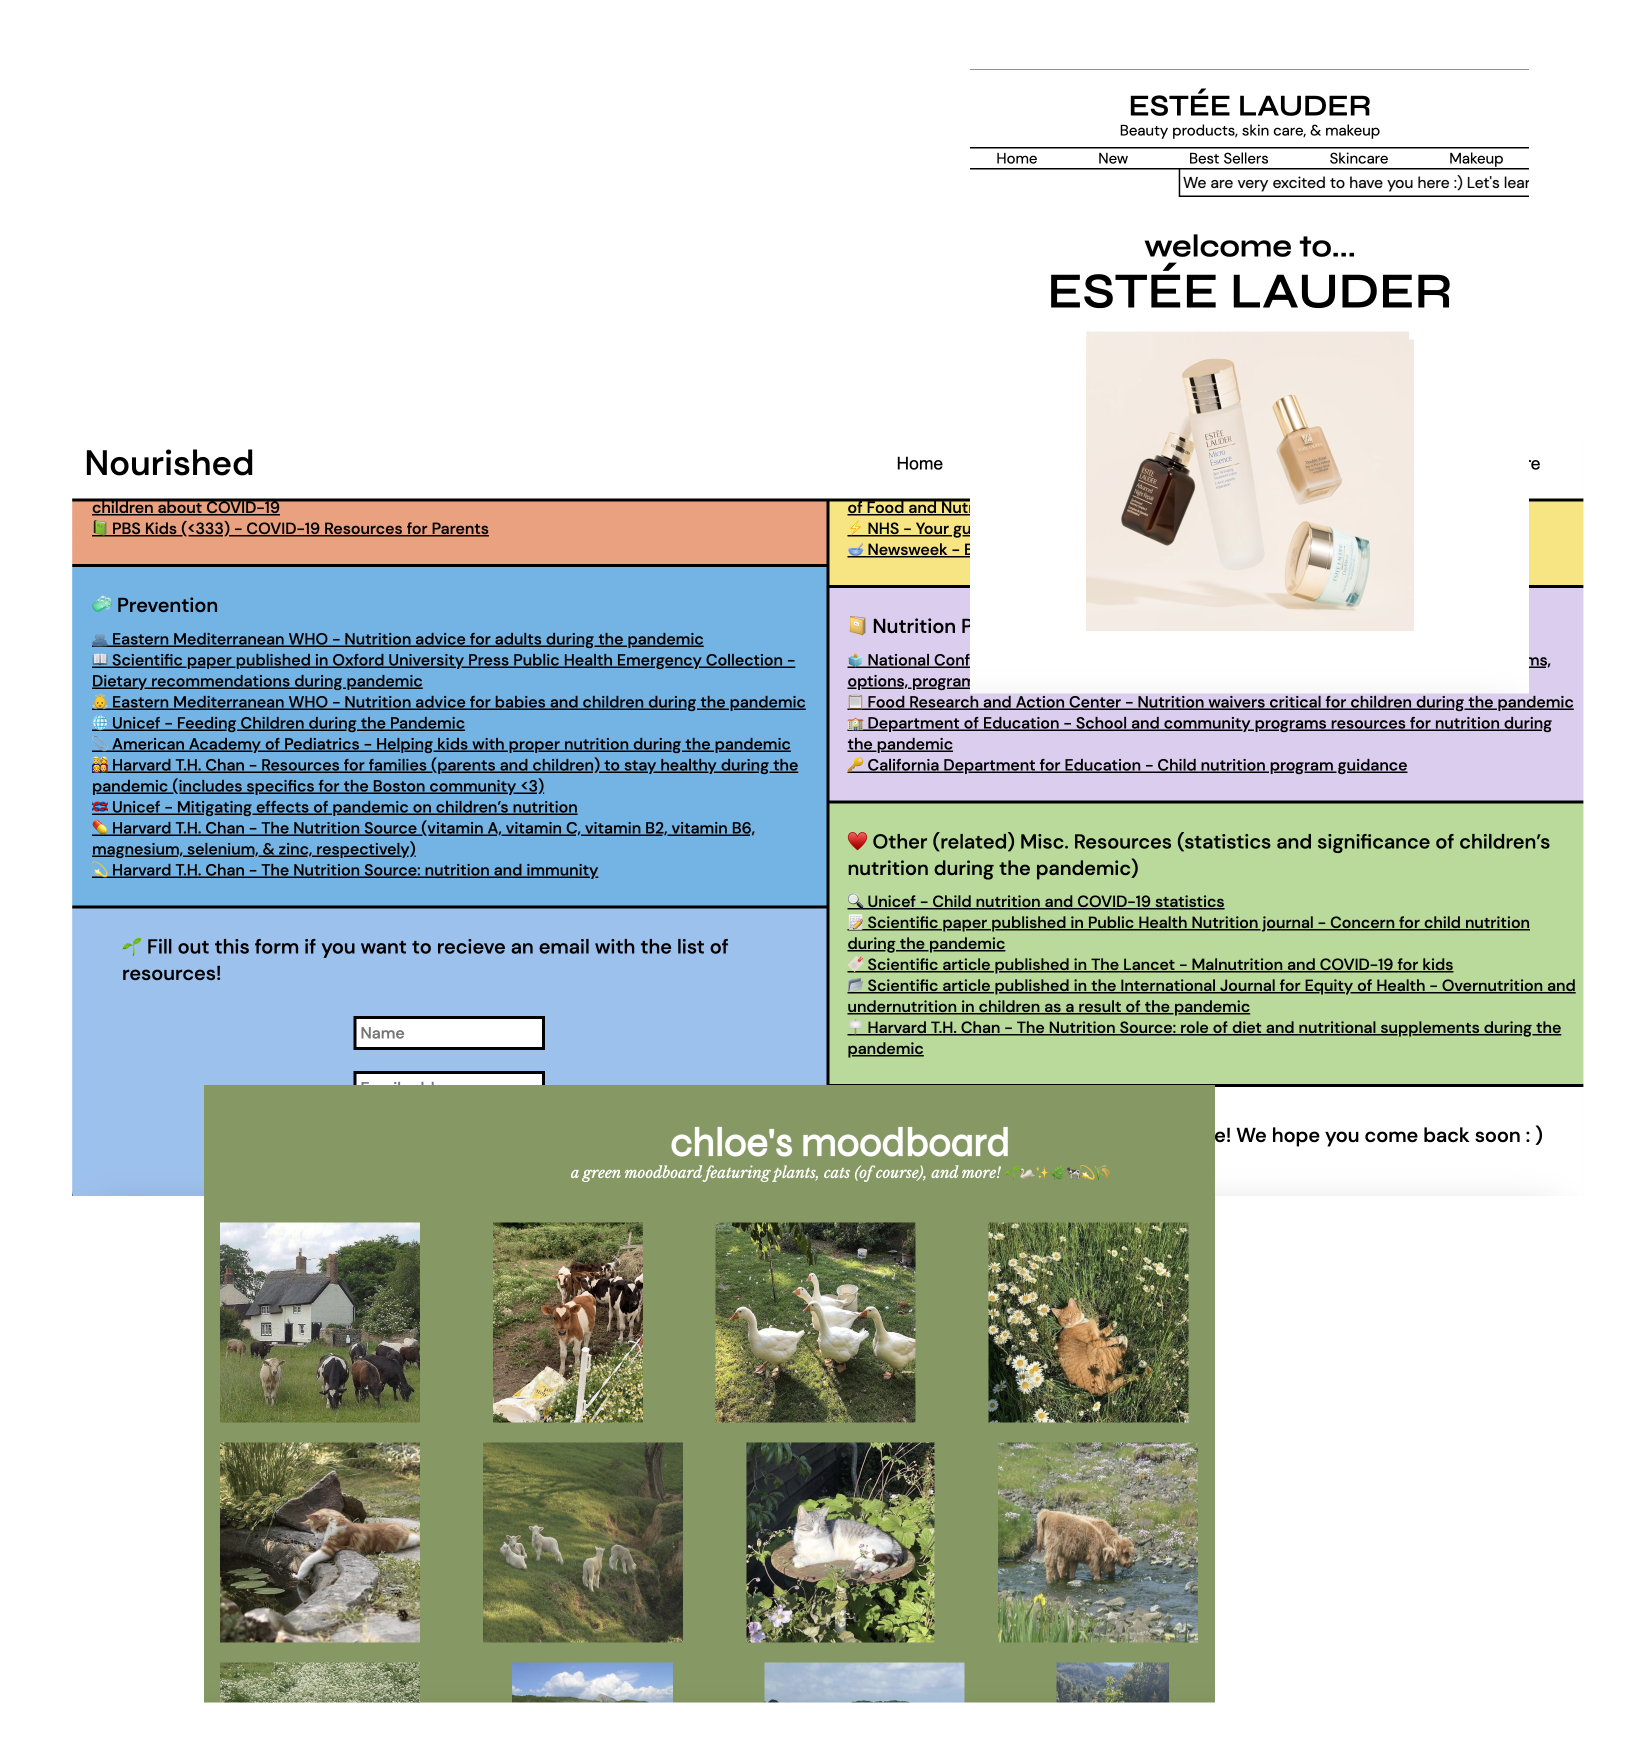 ESTÉE LAUDER
Beauty products, skin care, & makeup
Home New Best Sellers Skincare Makeup
We are very excited to have you here :) Let's lear
welcome to...
ESTÉE LAUDER
ESTÉE
LAUDER
Micro
Essence
Nourished
Home
re
children about COVID-19
📗 PBS Kids (<333) - COVID-19 Resources for Parents
🧼 Prevention
Eastern Mediterranean WHO - Nutrition advice for adults during the pandemic
📖 Scientific paper published in Oxford University Press Public Health Emergency Collection -
Dietary recommendations during pandemic
👶 Eastern Mediterranean WHO - Nutrition advice for babies and children during the pandemic
🌐 Unicef - Feeding Children during the Pandemic
American Academy of Pediatrics - Helping kids with proper nutrition during the pandemic
Harvard T.H. Chan - Resources for families (parents and children) to stay healthy during the
pandemic (includes specifics for the Boston community <3)
Unicef - Mitigating effects of pandemic on children's nutrition
💊 Harvard T.H. Chan - The Nutrition Source (vitamin A, vitamin C, vitamin B2, vitamin B6,
magnesium, selenium, & zinc, respectively)
💫 Harvard T.H. Chan - The Nutrition Source: nutrition and immunity
🌱 Fill out this form if you want to recieve an email with the list of
resources!
Name
of Food and Nutr
⚡ NHS - Your gu
🥣 Newsweek - E
Nutrition P
🗳️ National Conf
ms,
options, program
Food Research and Action Center - Nutrition waivers critical for children during the pandemic
🏫 Department of Education - School and community programs resources for nutrition during
the pandemic
🔑 California Department for Education - Child nutrition program guidance
♥️ Other (related) Misc. Resources (statistics and significance of children's
nutrition during the pandemic)
🔍 Unicef - Child nutrition and COVID-19 statistics
📝 Scientific paper published in Public Health Nutrition journal - Concern for child nutrition
during the pandemic
Scientific article published in The Lancet - Malnutrition and COVID-19 for kids
Scientific article published in the International Journal for Equity of Health - Overnutrition and
undernutrition in children as a result of the pandemic
Harvard T.H. Chan - The Nutrition Source: role of diet and nutritional supplements during the
pandemic
e! We hope you come back soon : )
chloe's moodboard
a green moodboard featuring plants, cats (of course), and more!